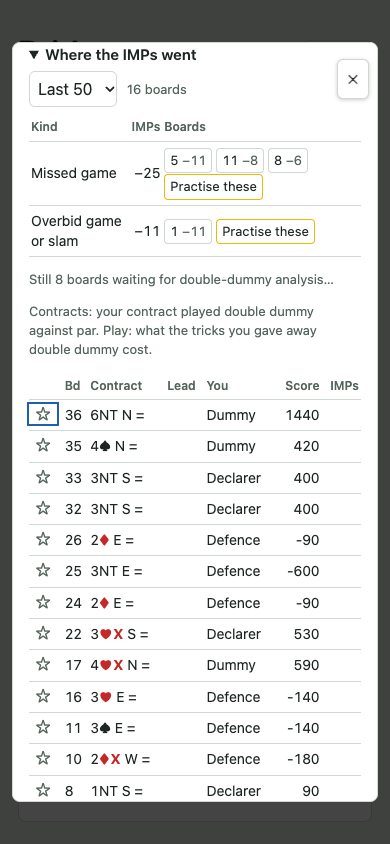 ▼ Where the IMPs went
Last 50 16 boards
×
Kind IMPs Boards
Missed game −25 5 −11 11 −8 8 −6
Practise these
Overbid game or slam −11 1 −11 Practise these
Still 8 boards waiting for double-dummy analysis...
Contracts: your contract played double dummy
against par. Play: what the tricks you gave away
double dummy cost.
Bd Contract Lead You Score IMPs
☆ 36 6NT N = Dummy 1440
☆ 35 4♠ N = Dummy 420
☆ 33 3NT S = Declarer 400
☆ 32 3NT S = Declarer 400
☆ 26 2♦ E = Defence -90
☆ 25 3NT E = Defence -600
☆ 24 2♦ E = Defence -90
☆ 22 3♥X S = Declarer 530
☆ 17 4♥X N = Dummy 590
☆ 16 3♥ E = Defence -140
☆ 11 3♠ E = Defence -140
☆ 10 2♦X W = Defence -180
☆ 8 1NT S = Declarer 90